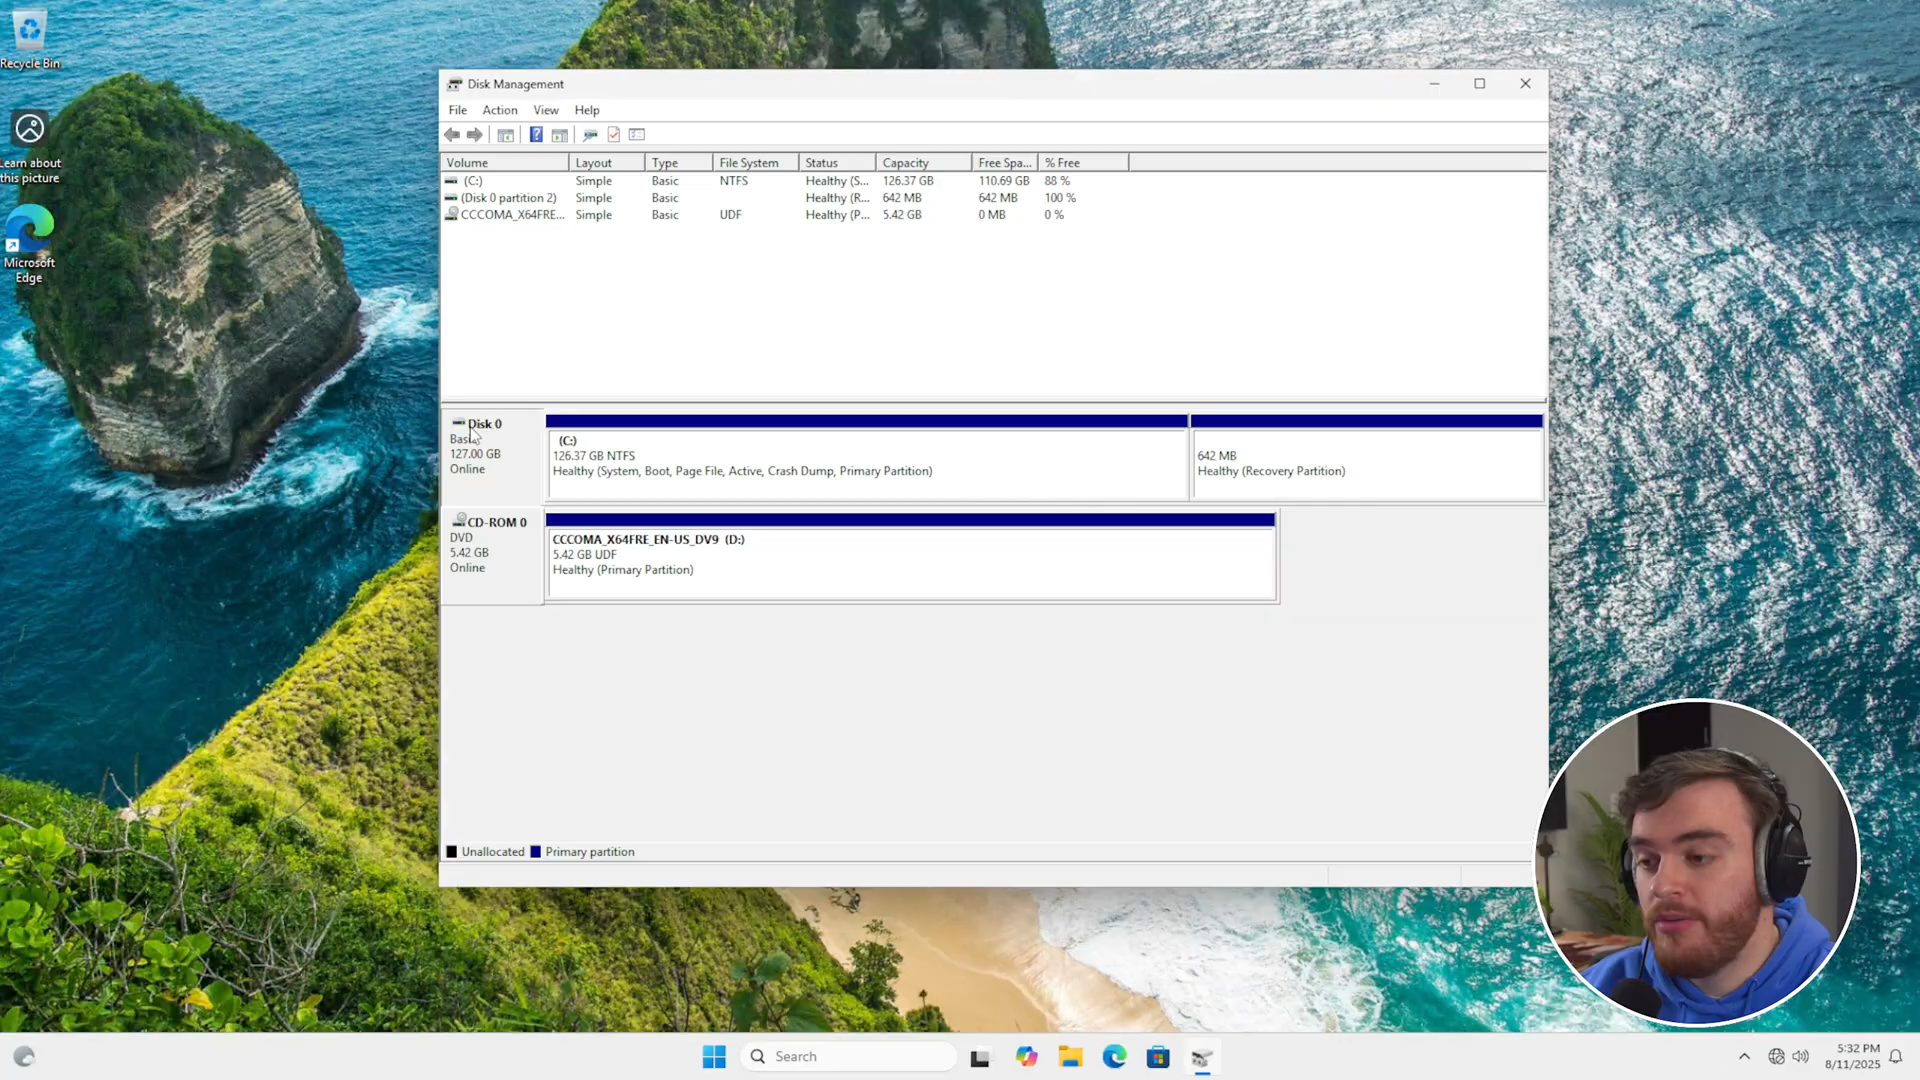 Recycle Bin
Learn about
this picture
Microsoft
Edge
Disk Management
File Action View Help
Volume Layout Type File System Status Capacity Free Spa... % Free
(C:) Simple Basic NTFS Healthy (S... 126.37 GB 110.69 GB 88 %
(Disk 0 partition 2) Simple Basic Healthy (R... 642 MB 642 MB 100 %
CCCOMA_X64FRE... Simple Basic UDF Healthy (P... 5.42 GB 0 MB 0 %
Disk 0
Basic
127.00 GB
Online
(C:)
126.37 GB NTFS
Healthy (System, Boot, Page File, Active, Crash Dump, Primary Partition)
642 MB
Healthy (Recovery Partition)
CD-ROM 0
DVD
5.42 GB
Online
CCCOMA_X64FRE_EN-US_DV9 (D:)
5.42 GB UDF
Healthy (Primary Partition)
Unallocated Primary partition
Search
5:32 PM
8/11/2025